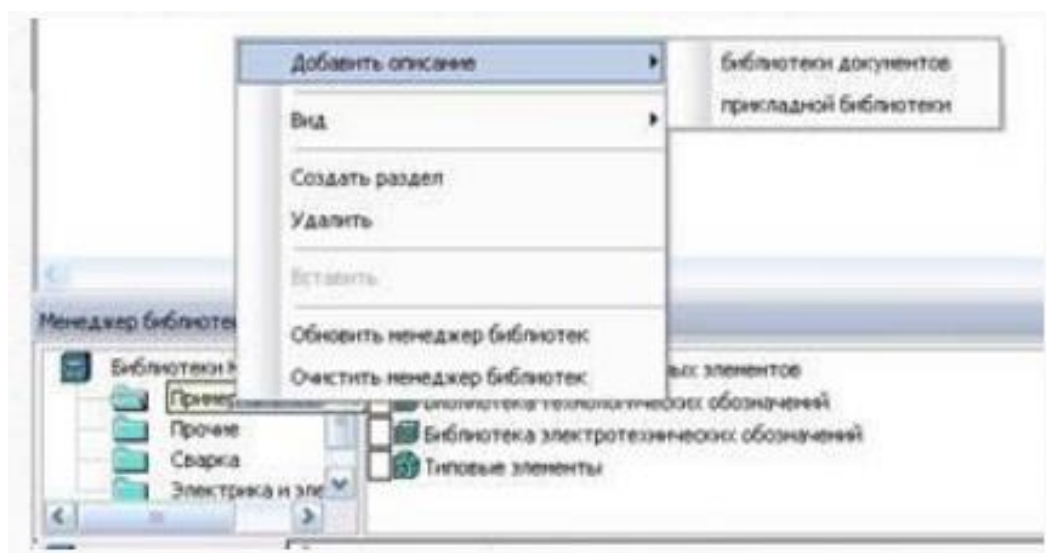 Добавить описание
библиотеки документов
прикладной библиотеки
Вид
Создать раздел
Удалить
Вставить
Обновить менеджер библиотек
Очистить менеджер библиотек
Менеджер библиотек
Библиотеки
элементов
Библиотека технологических обозначений
Прочие
Библиотека электротехнических обозначений
Сварка
Типовые элементы
Электрика и эле